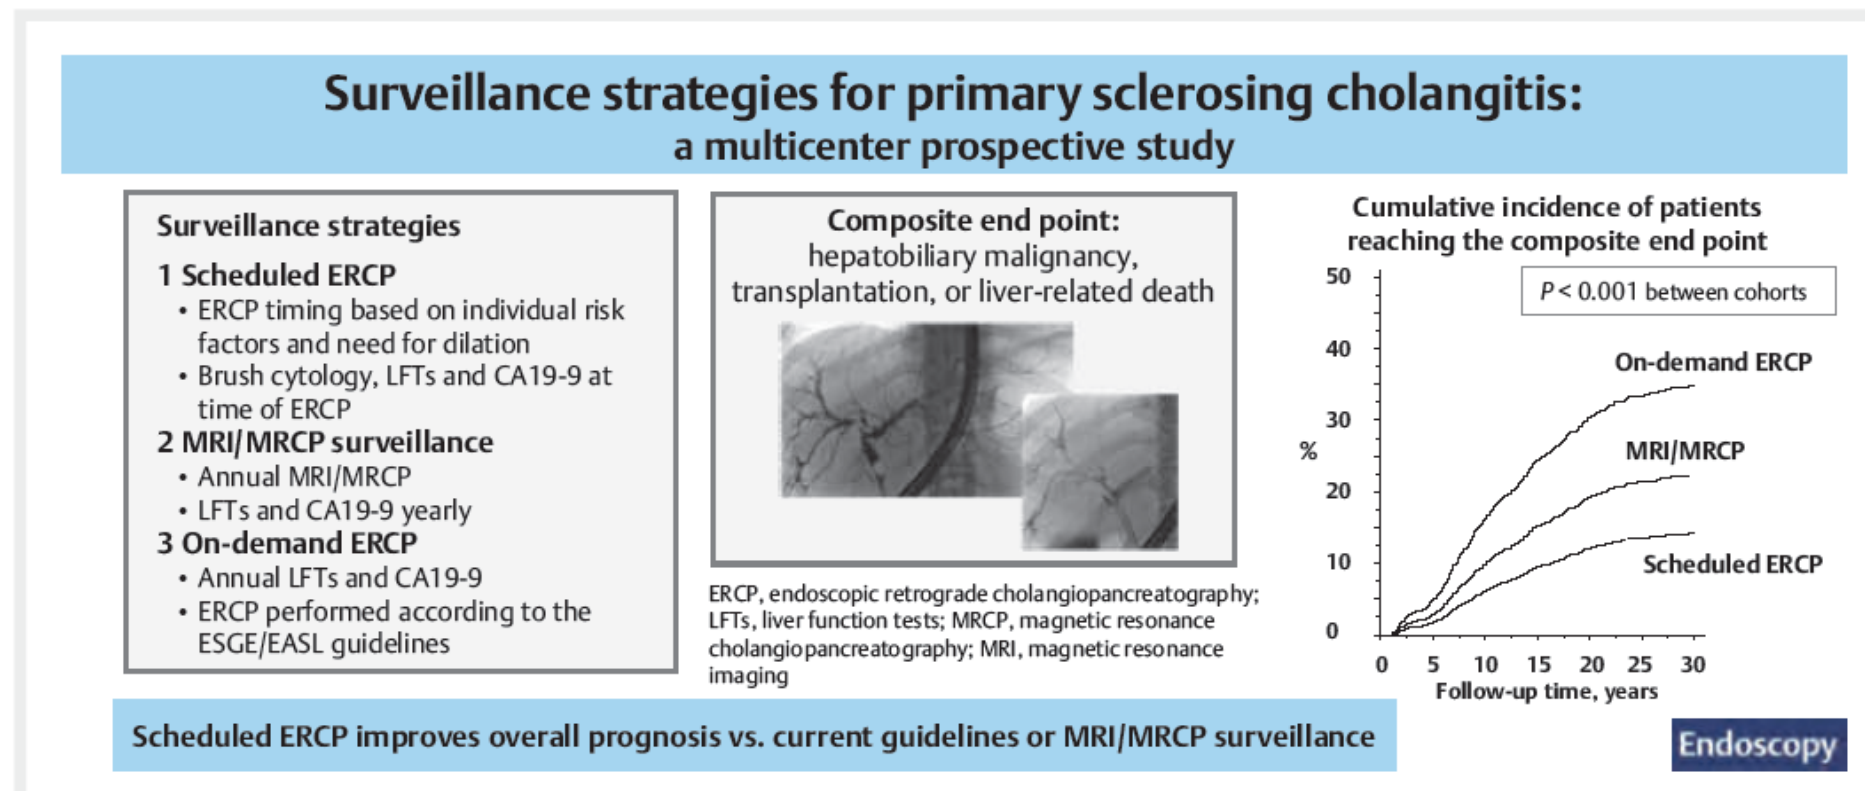 Surveillance strategies for primary sclerosing cholangitis:
a multicenter prospective study
Surveillance strategies
1 Scheduled ERCP
• ERCP timing based on individual risk
factors and need for dilation
• Brush cytology, LFTs and CA19-9 at
time of ERCP
2 MRI/MRCP surveillance
• Annual MRI/MRCP
• LFTs and CA19-9 yearly
3 On-demand ERCP
• Annual LFTs and CA19-9
• ERCP performed according to the
ESGE/EASL guidelines
Composite end point:
hepatobiliary malignancy,
transplantation, or liver-related death
ERCP, endoscopic retrograde cholangiopancreatography;
LFTs, liver function tests; MRCP, magnetic resonance
cholangiopancreatography; MRI, magnetic resonance
imaging
Cumulative incidence of patients
reaching the composite end point
50
P < 0.001 between cohorts
40
On-demand ERCP
30
%
MRI/MRCP
20
10
Scheduled ERCP
0
0 5 10 15 20 25 30
Follow-up time, years
Scheduled ERCP improves overall prognosis vs. current guidelines or MRI/MRCP surveillance
Endoscopy